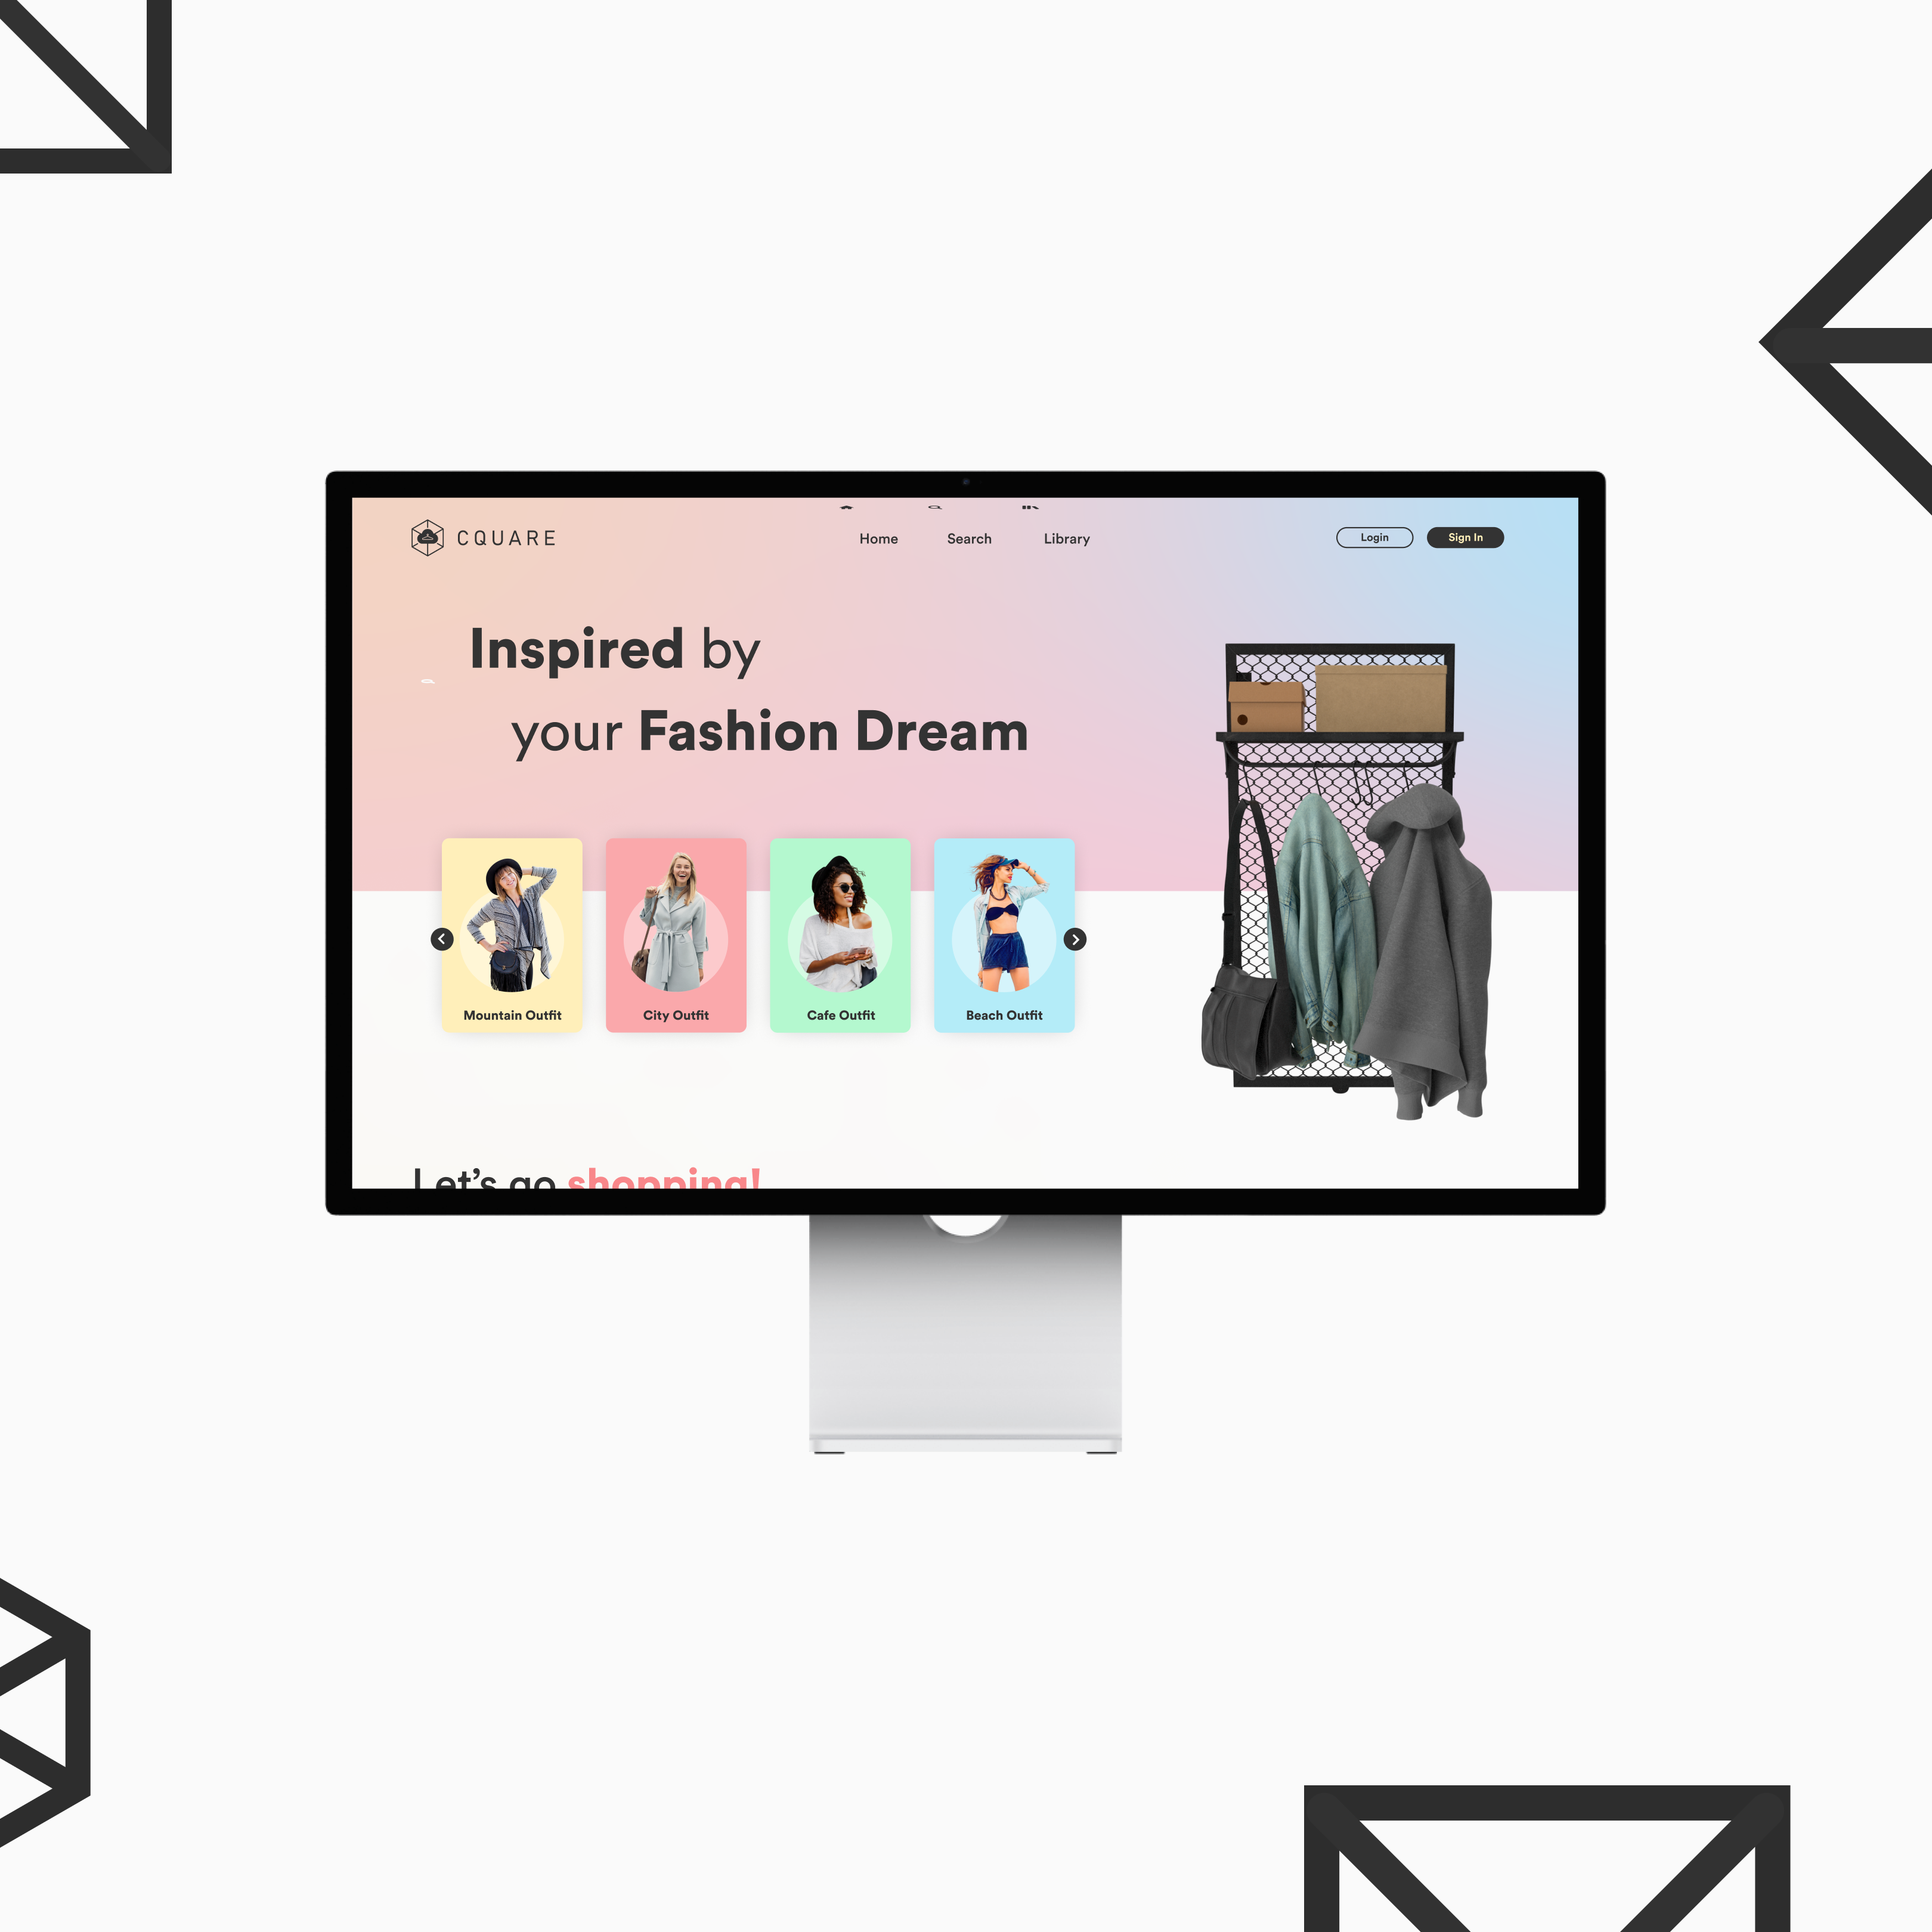 CQUARE
Home Search Library
Login Sign In
Inspired by
your Fashion Dream
Mountain Outfit
City Outfit
Cafe Outfit
Beach Outfit
Let's go shopping!